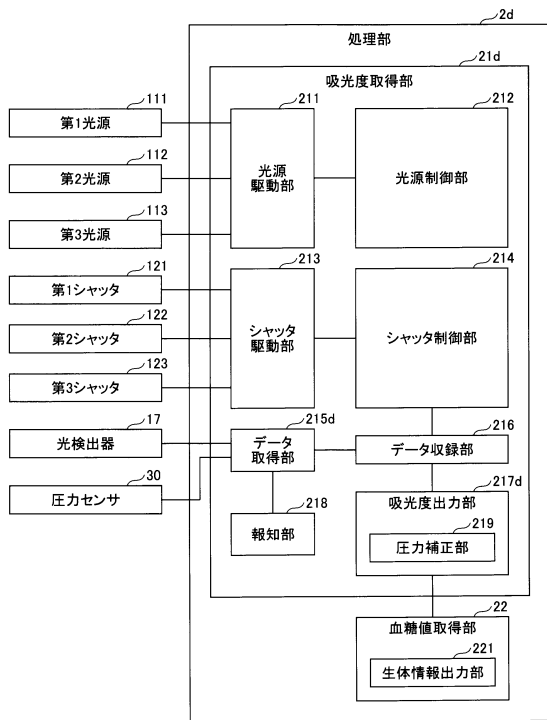 2d
処理部
21d
吸光度取得部
111
第1光源
112
第2光源
113
第3光源
121
第1シャッタ
122
第2シャッタ
123
第3シャッタ
17
光検出器
30
圧力センサ
211
光源
駆動部
212
光源制御部
213
シャッタ
駆動部
214
シャッタ制御部
215d
データ
取得部
216
データ収録部
218
報知部
217d
吸光度出力部
219
圧力補正部
22
血糖値取得部
221
生体情報出力部